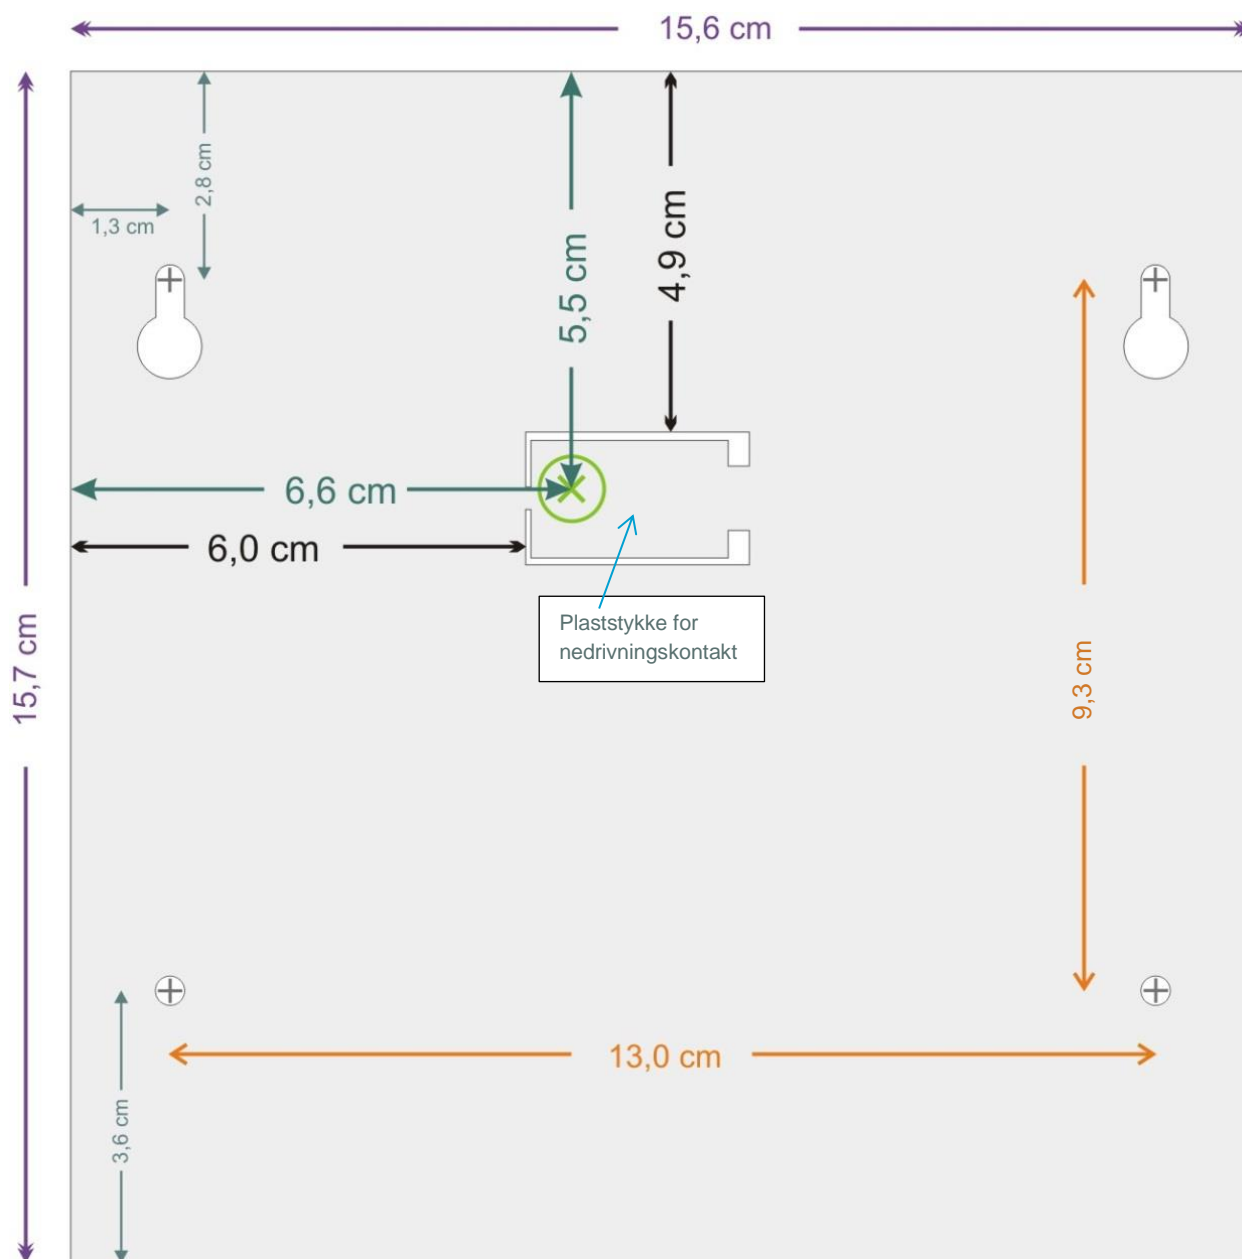 15,6 cm
2,8 cm
1,3 cm
5,5 cm
4,9 cm
6,6 cm
6,0 cm
Plaststykke for
nedrivningskontakt
15,7 cm
9,3 cm
13,0 cm
3,6 cm